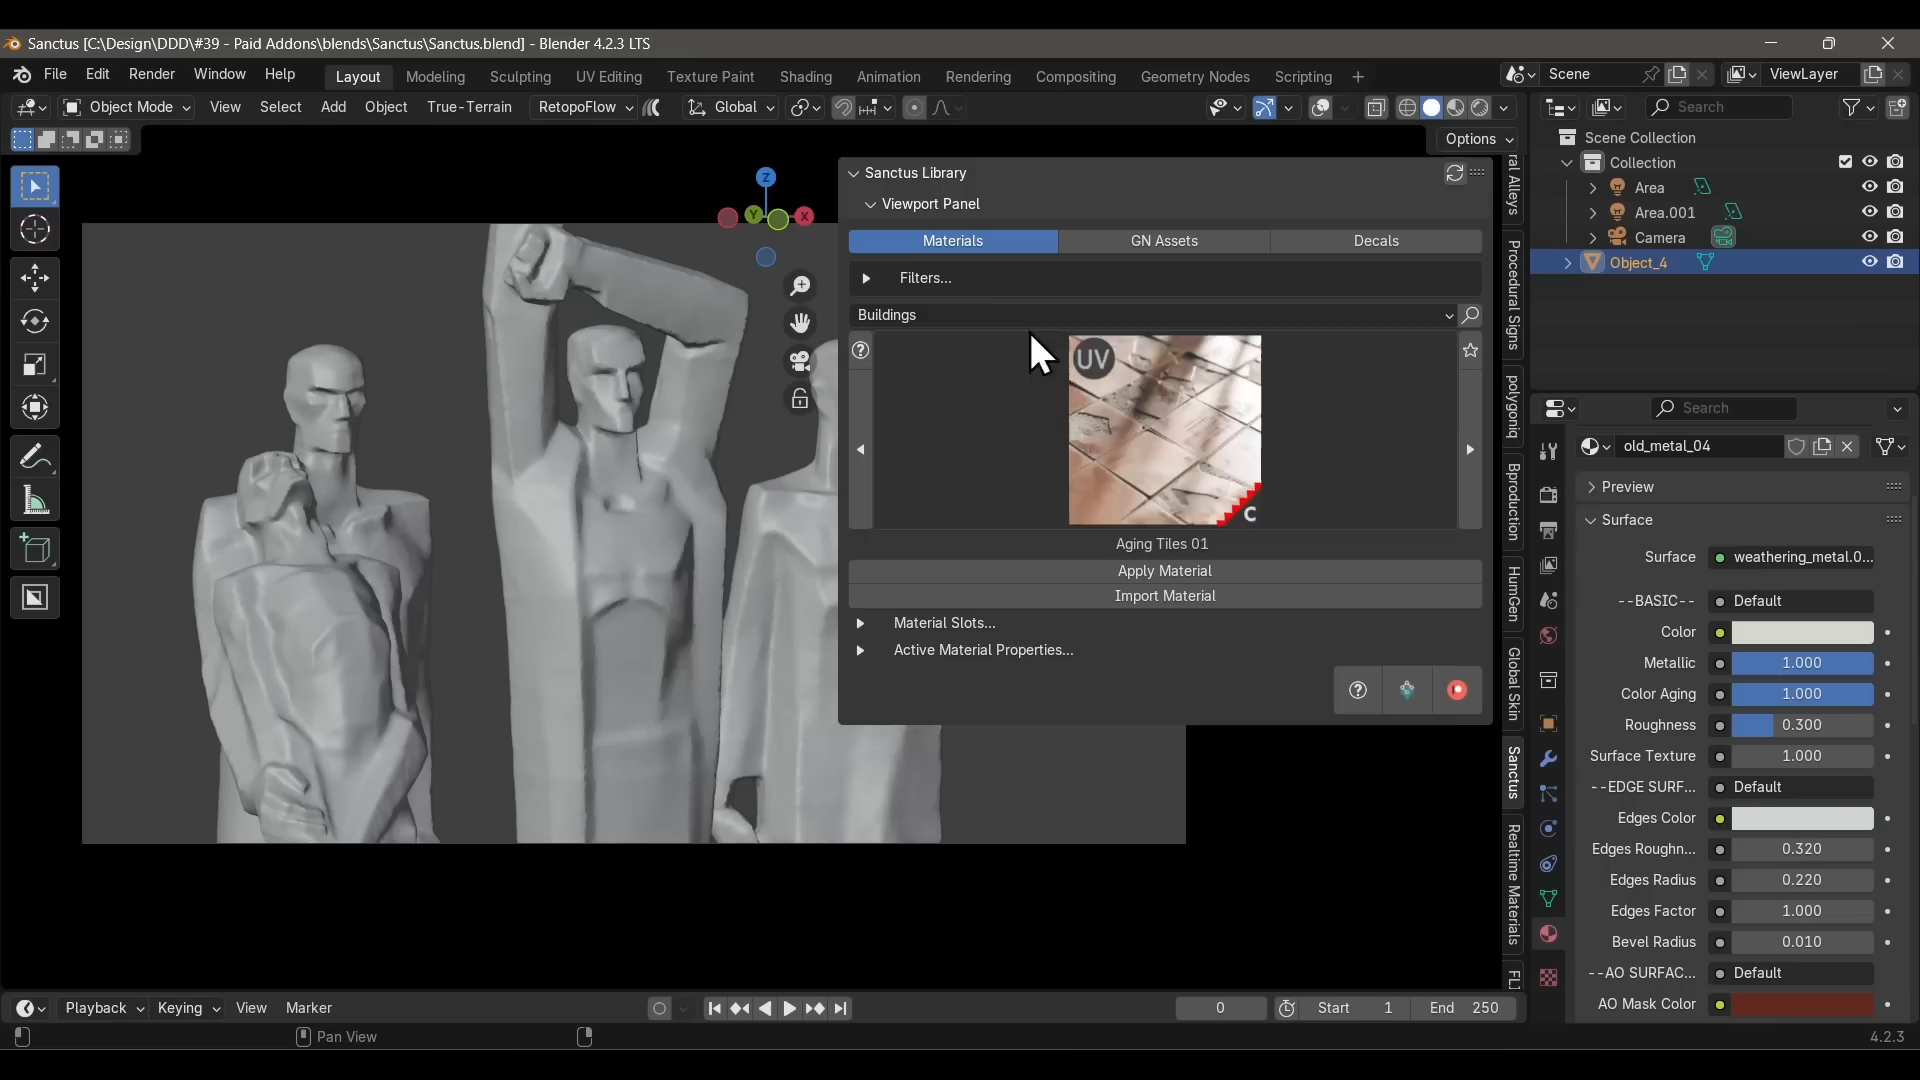 Sanctus [C:\Design\DDD\#39 - Paid Addons\blends\Sanctus\Sanctus.blend] - Blender 4.2.3 LTS
File Edit Render Window Help Layout Modeling Sculpting UV Editing Texture Paint Shading Animation Rendering Compositing Geometry Nodes Scripting + Scene ViewLayer
Object Mode View Select Add Object True-Terrain RetopoFlow Global Search
Options
Scene Collection
Collection
Area
Area.001
Camera
Object_4
Z
Y
X
Sanctus Library
Viewport Panel
Materials GN Assets Decals
Filters...
Buildings
UV
C
Aging Tiles 01
Apply Material
Import Material
Material Slots...
Active Material Properties...
ral Alleys
Procedural Signs
polygoniq
Bproduction
HumGen
Global Skin
Sanctus
Realtime Materials
Search
old_metal_04
Preview
Surface
Surface weathering_metal.0...
--BASIC-- Default
Color
Metallic 1.000
Color Aging 1.000
Roughness 0.300
Surface Texture 1.000
--EDGE SURF... Default
Edges Color
Edges Roughn... 0.320
Edges Radius 0.220
Edges Factor 1.000
Bevel Radius 0.010
--AO SURFAC... Default
AO Mask Color
Playback Keying View Marker 0 Start 1 End 250
Pan View 4.2.3